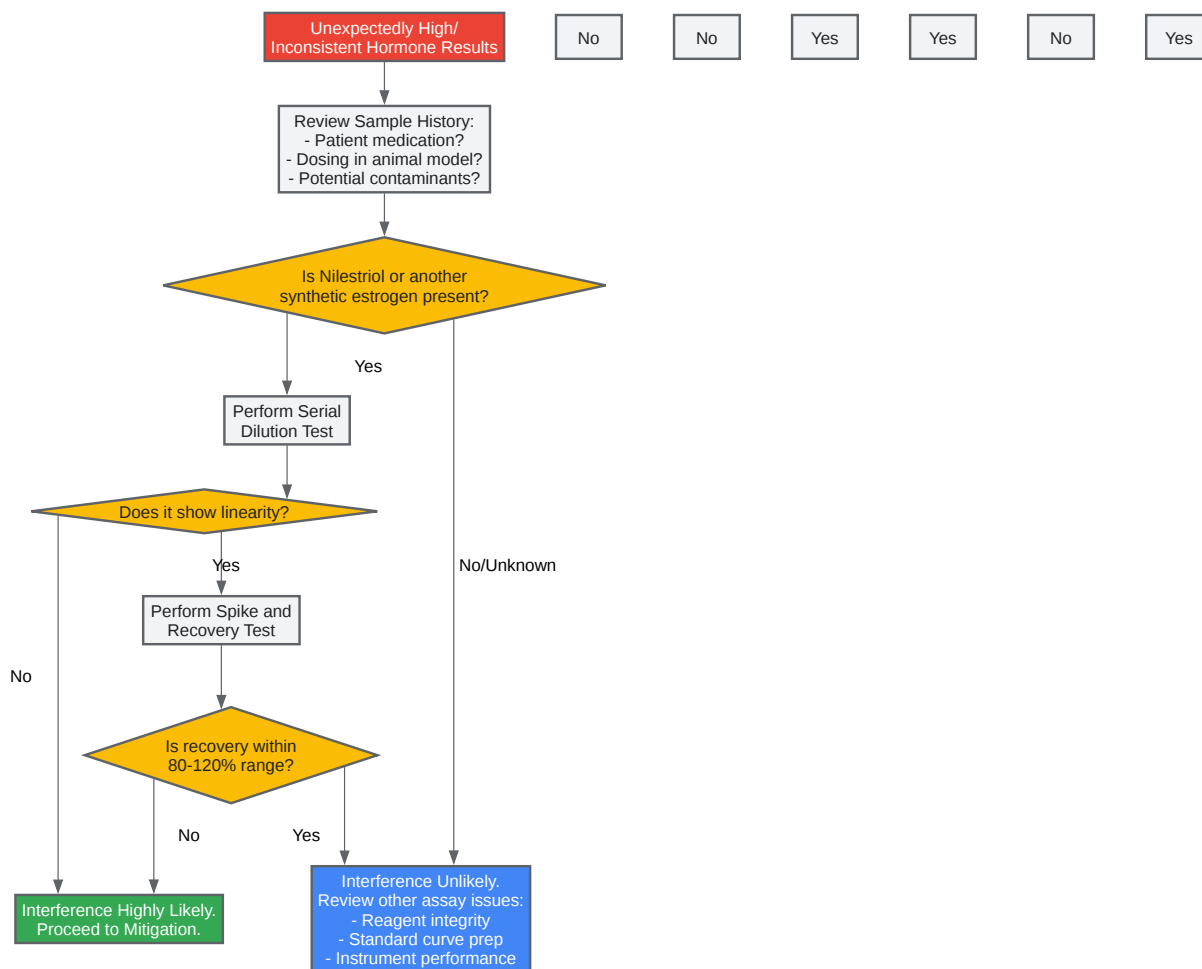 Unexpectedly High/
Inconsistent Hormone Results
No
No
Yes
Yes
No
Yes
Review Sample History:
- Patient medication?
- Dosing in animal model?
- Potential contaminants?
Is Nilestriol or another
synthetic estrogen present?
Yes
Perform Serial
Dilution Test
Does it show linearity?
Yes
No/Unknown
Perform Spike and
Recovery Test
No
Is recovery within
80-120% range?
No
Yes
Interference Highly Likely.
Proceed to Mitigation.
Interference Unlikely.
Review other assay issues:
- Reagent integrity
- Standard curve prep
- Instrument performance